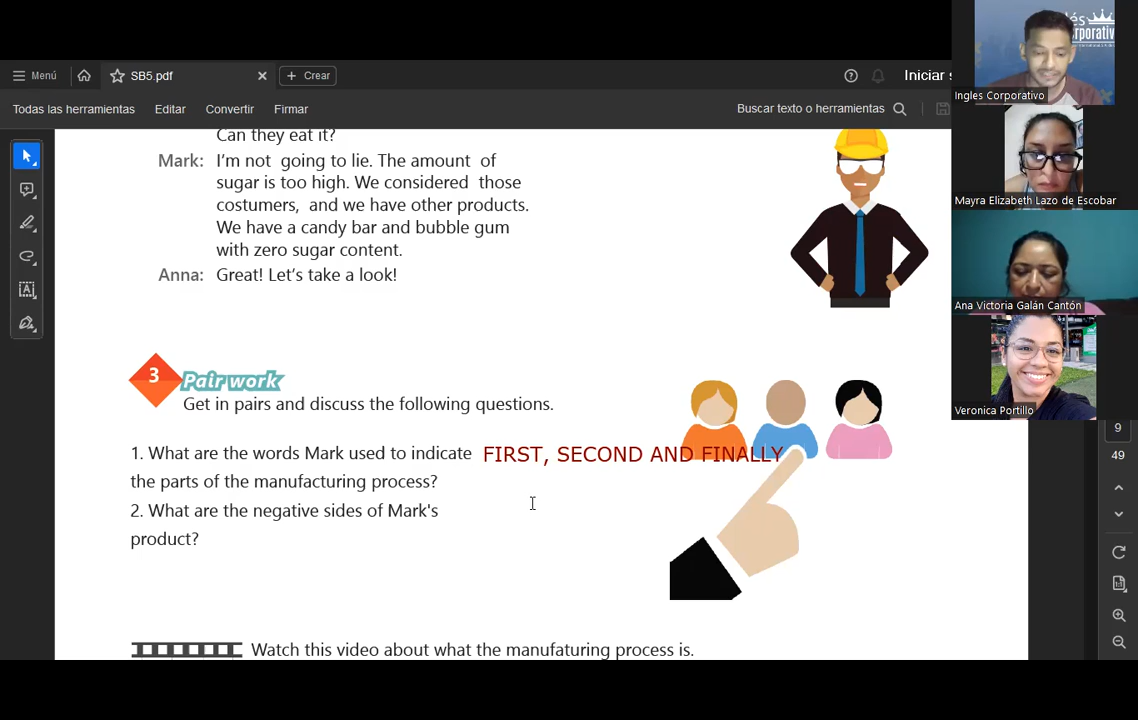 Menú
SB5.pdf
Crear
Iniciar s
Todas las herramientas
Editar
Convertir
Firmar
Buscar texto o herramientas
Can they eat it?
Mark: I'm not going to lie. The amount of
sugar is too high. We considered those
costumers, and we have other products.
We have a candy bar and bubble gum
with zero sugar content.
Anna: Great! Let's take a look!
3 Pair work
Get in pairs and discuss the following questions.
1. What are the words Mark used to indicate FIRST, SECOND AND FINALLY
the parts of the manufacturing process?
2. What are the negative sides of Mark's
product?
Watch this video about what the manufaturing process is.
9
49
Ingles Corporativo
Mayra Elizabeth Lazo de Escobar
Ana Victoria Galán Cantón
Veronica Portillo